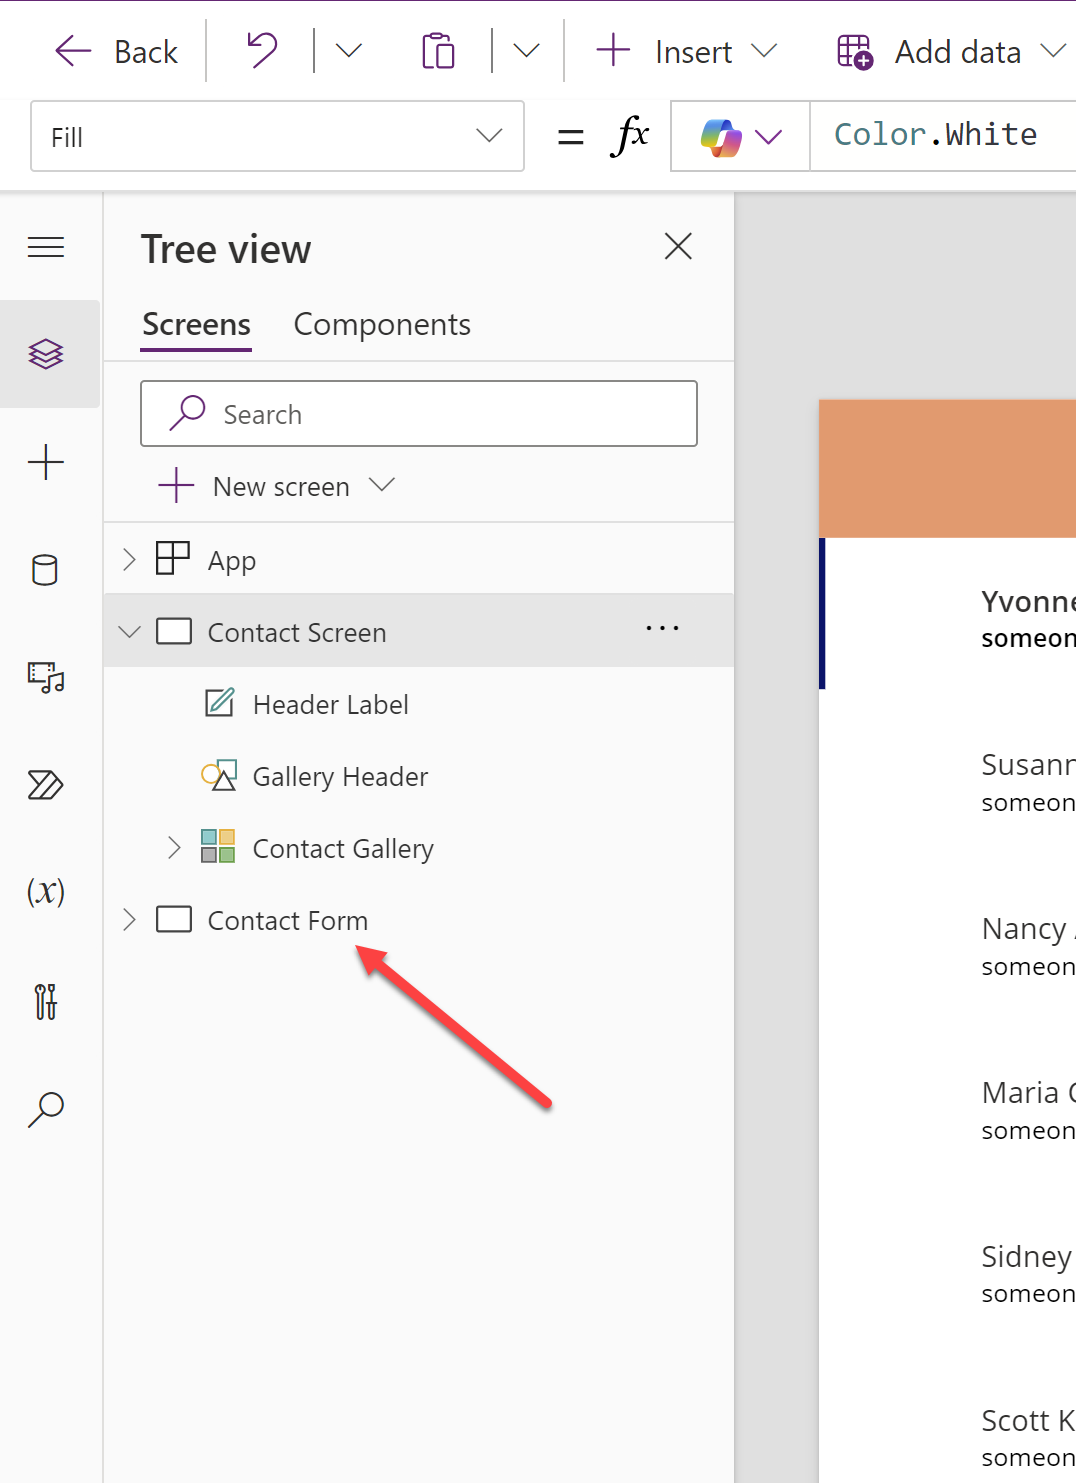 Back
Insert
Add data
Fill
= fx
Color.White
Tree view
Screens
Components
Search
New screen
App
Contact Screen
...
Header Label
Gallery Header
Contact Gallery
Contact Form
(x)
Yvonne
someon
Susann
someon
Nancy
someon
Maria
someon
Sidney
someon
Scott K
someon